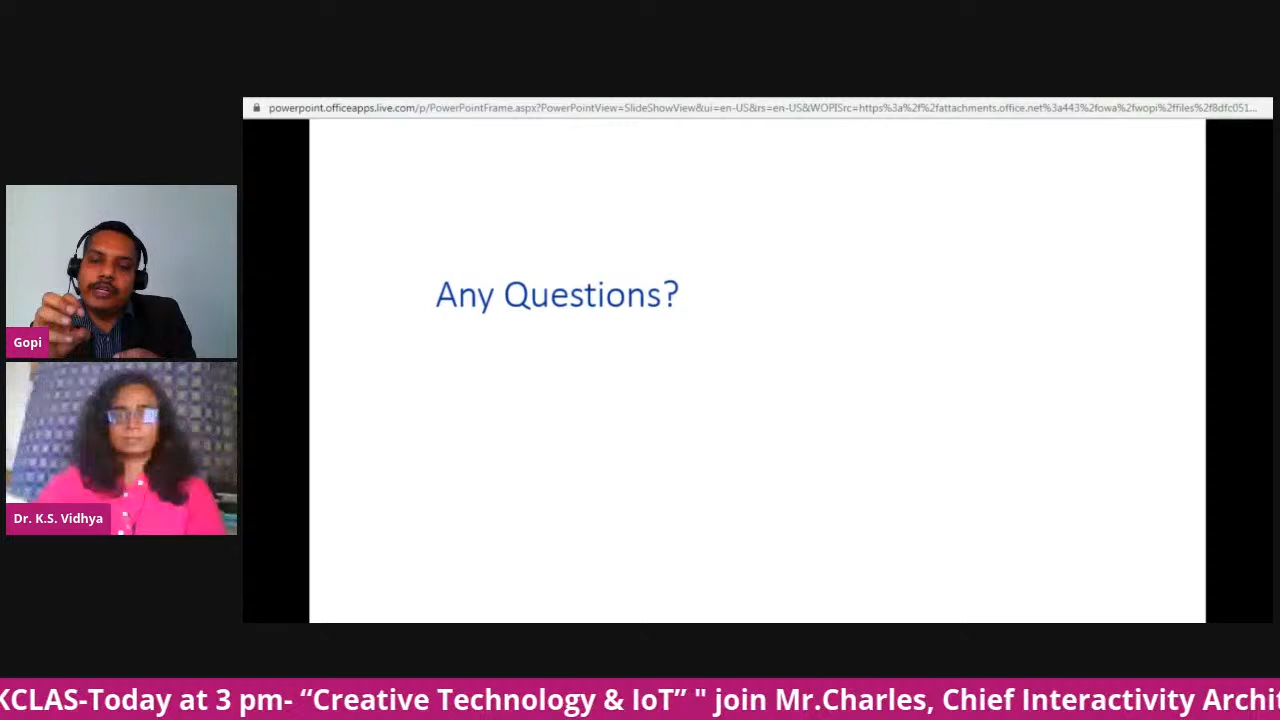 powerpoint.officeapps.live.com/p/PowerPointFrame.aspx?PowerPointView=SlideShowView&ui=en-US&rs=en-US&WOPISrc=https%3a%2f%2fattachments.office.net%3a443%2fowa%2fwopi%2ffiles%2f8dfc051...
Any Questions?
Gopi
Dr. K.S. Vidhya
KCLAS-Today at 3 pm- “Creative Technology & IoT” " join Mr.Charles, Chief Interactivity Archi